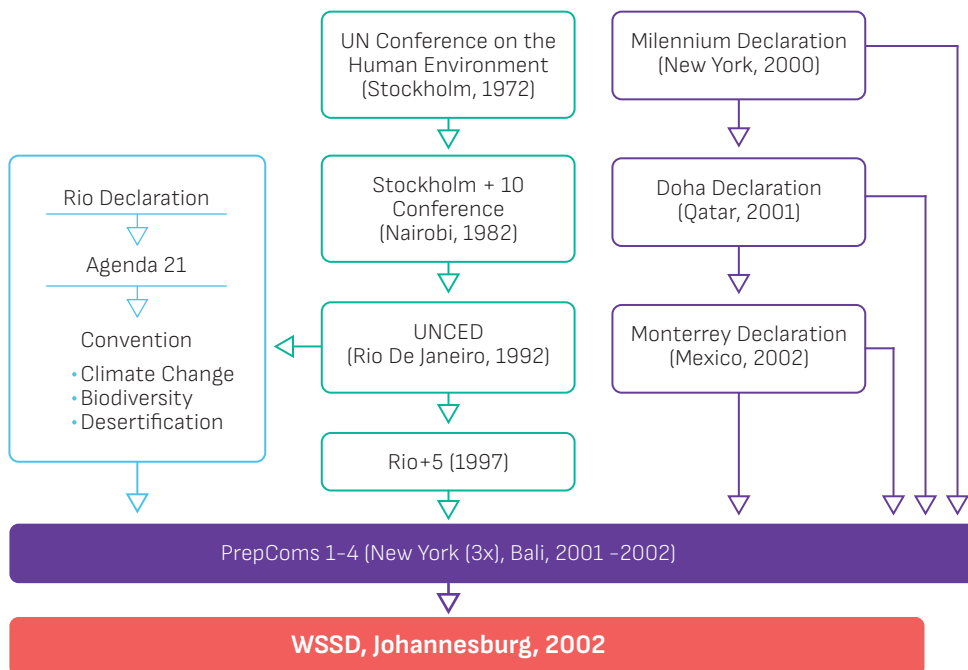 UN Conference on the
Human Environment
(Stockholm, 1972)
Milennium Declaration
(New York, 2000)
Rio Declaration
Agenda 21
Convention
• Climate Change
• Biodiversity
• Desertification
Stockholm + 10
Conference
(Nairobi, 1982)
Doha Declaration
(Qatar, 2001)
UNCED
(Rio De Janeiro, 1992)
Monterrey Declaration
(Mexico, 2002)
Rio+5 (1997)
PrepComs 1-4 (New York (3x), Bali, 2001 -2002)
WSSD, Johannesburg, 2002